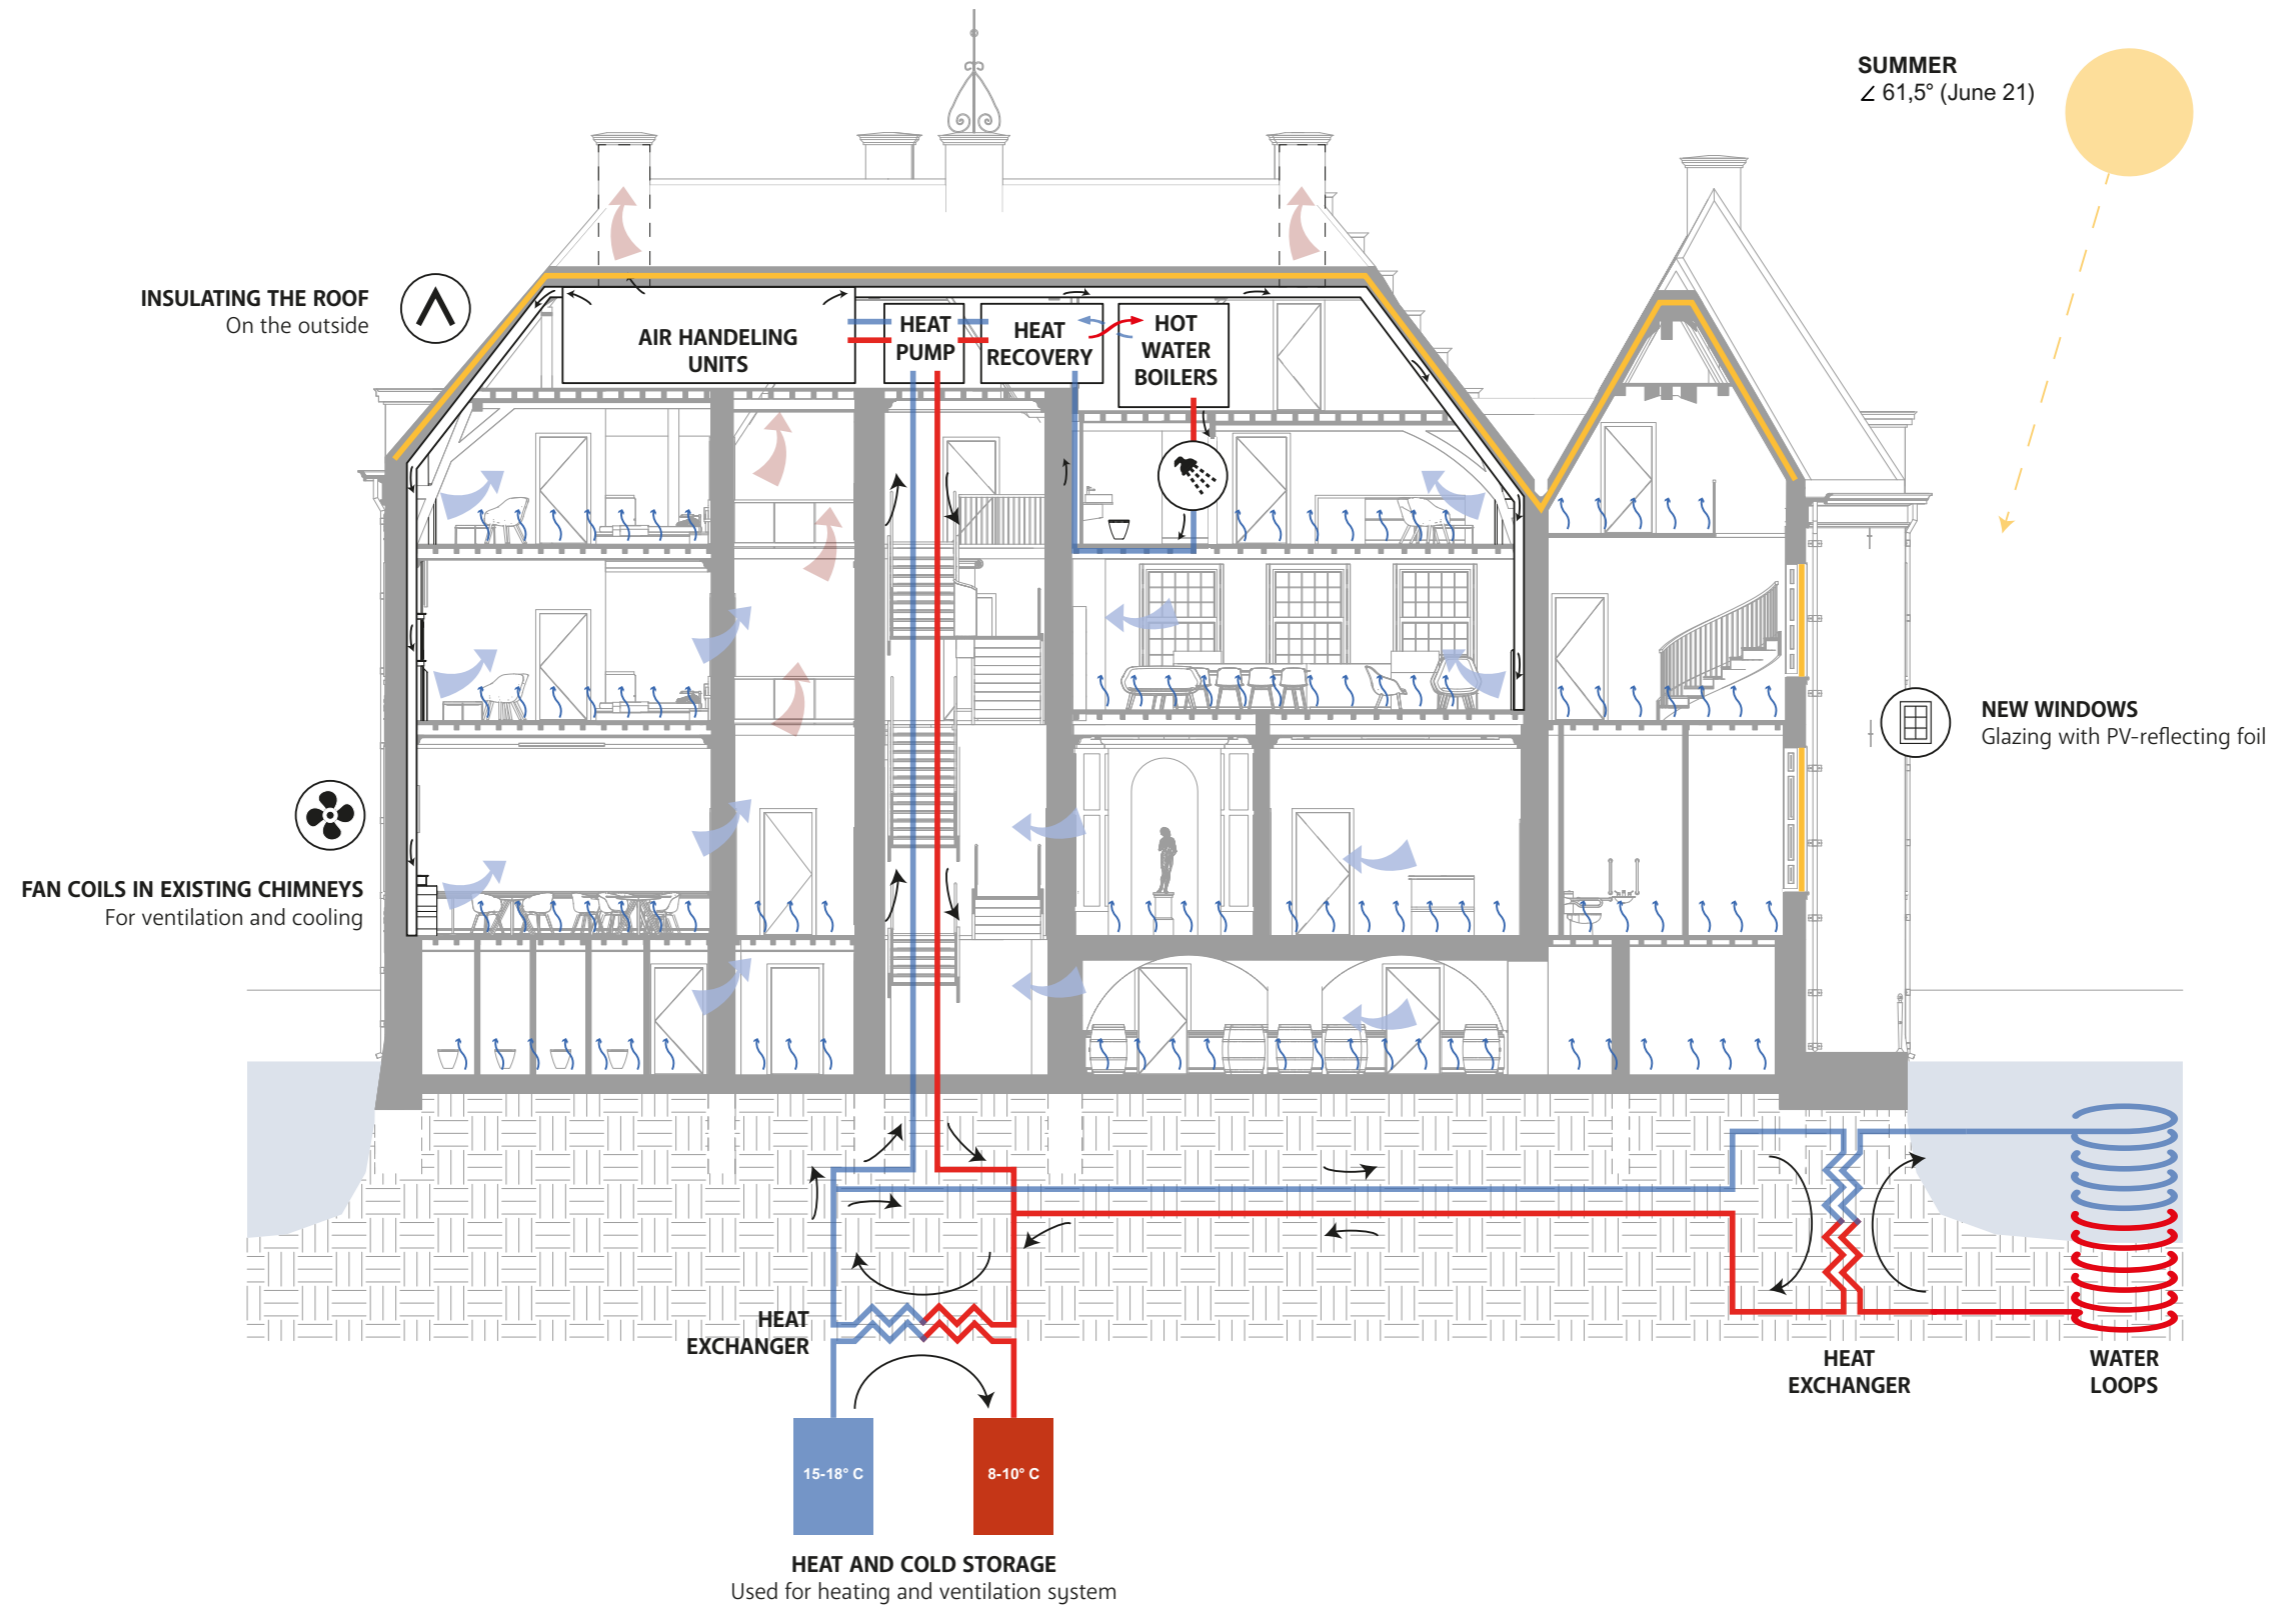 SUMMER
∠ 61,5° (June 21)
INSULATING THE ROOF
On the outside
AIR HANDELING
UNITS
HEAT
PUMP
HEAT
RECOVERY
HOT
WATER
BOILERS
NEW WINDOWS
Glazing with PV-reflecting foil
FAN COILS IN EXISTING CHIMNEYS
For ventilation and cooling
HEAT
EXCHANGER
HEAT
EXCHANGER
WATER
LOOPS
15-18° C
8-10° C
HEAT AND COLD STORAGE
Used for heating and ventilation system